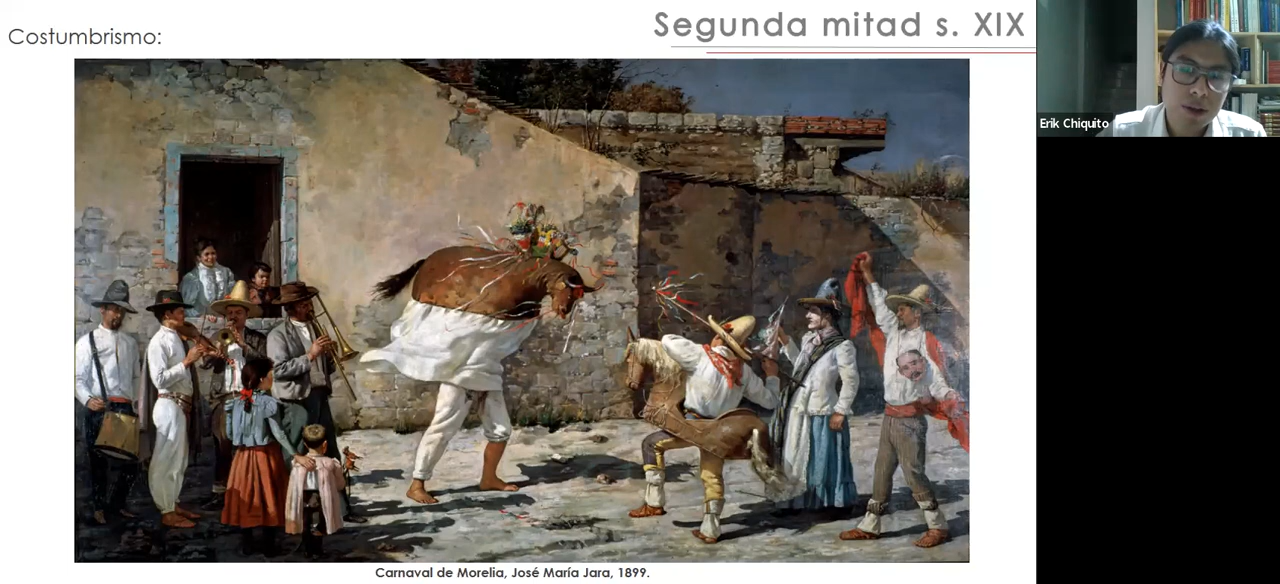 Segunda mitad s. XIX
Costumbrismo:
Erik Chiquito
Carnaval de Morelia, José María Jara, 1899.